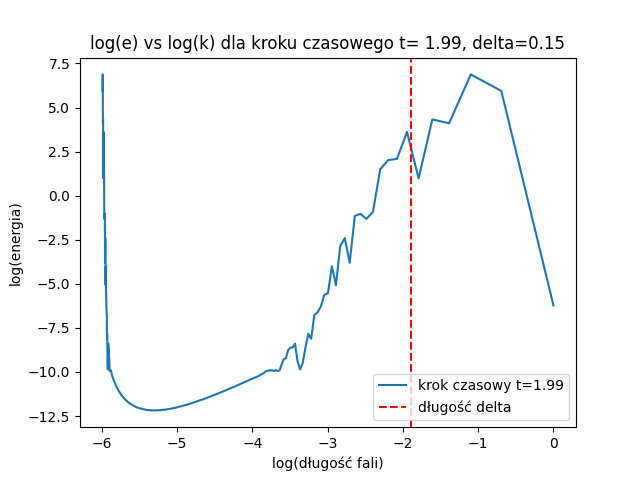 log(e) vs log(k) dla kroku czasowego t= 1.99, delta=0.15
7.5
5.0
2.5
0.0
−2.5
−5.0
−7.5
−10.0
−12.5
log(energia)
krok czasowy t=1.99
długość delta
−6 −5 −4 −3 −2 −1 0
log(długość fali)